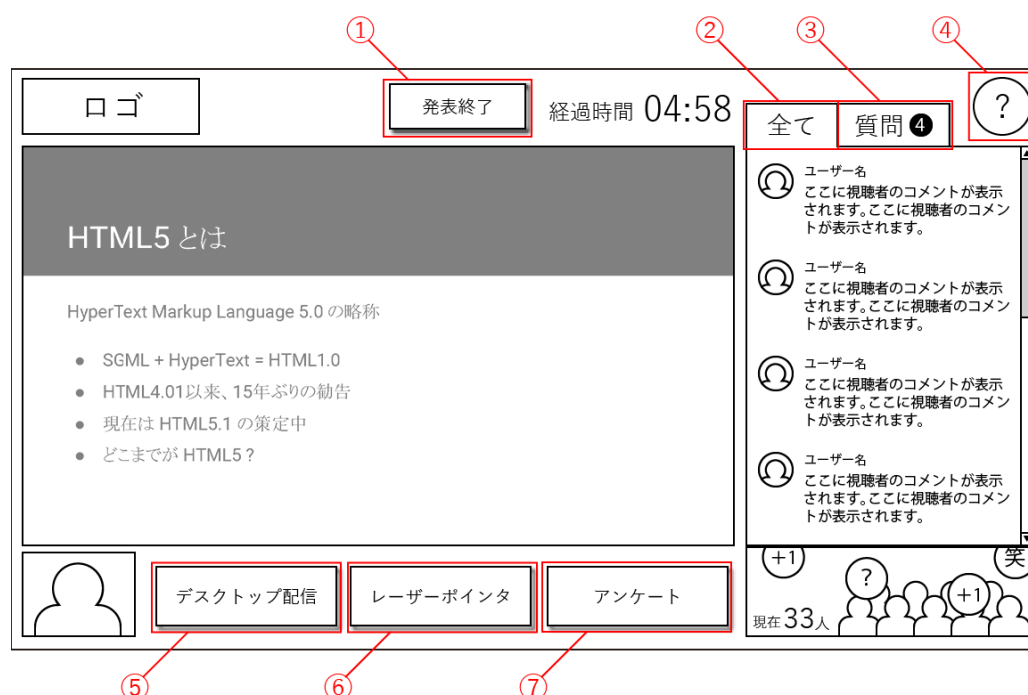 ① ② ③ ④
ロゴ
発表終了
経過時間 04:58
全て
質問 ❹
?
HTML5 とは
HyperText Markup Language 5.0 の略称
● SGML + HyperText = HTML1.0
● HTML4.01以来、15年ぶりの勧告
● 現在は HTML5.1 の策定中
● どこまでが HTML5 ?
ユーザー名
ここに視聴者のコメントが表示
されます。ここに視聴者のコメン
トが表示されます。
ユーザー名
ここに視聴者のコメントが表示
されます。ここに視聴者のコメン
トが表示されます。
ユーザー名
ここに視聴者のコメントが表示
されます。ここに視聴者のコメン
トが表示されます。
ユーザー名
ここに視聴者のコメントが表示
されます。ここに視聴者のコメン
トが表示されます。
デスクトップ配信
レーザーポインタ
アンケート
+1
?
+1
笑
現在33人
⑤ ⑥ ⑦